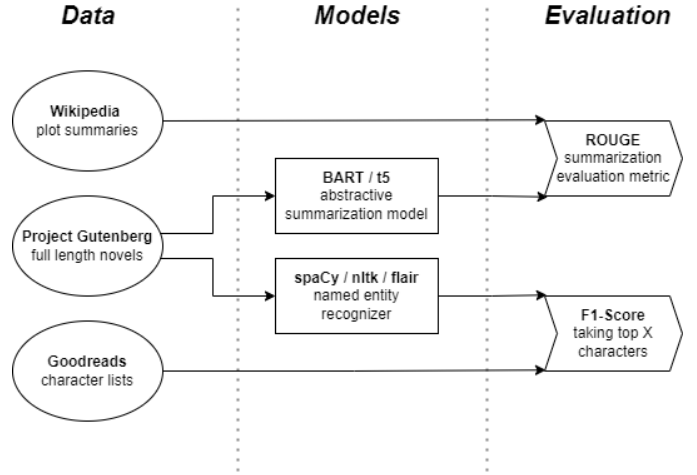 Data
Models
Evaluation
Wikipedia
plot summaries
ROUGE
summarization
evaluation metric
BART / t5
abstractive
summarization model
Project Gutenberg
full length novels
spaCy / nltk / flair
named entity
recognizer
F1-Score
taking top X
characters
Goodreads
character lists